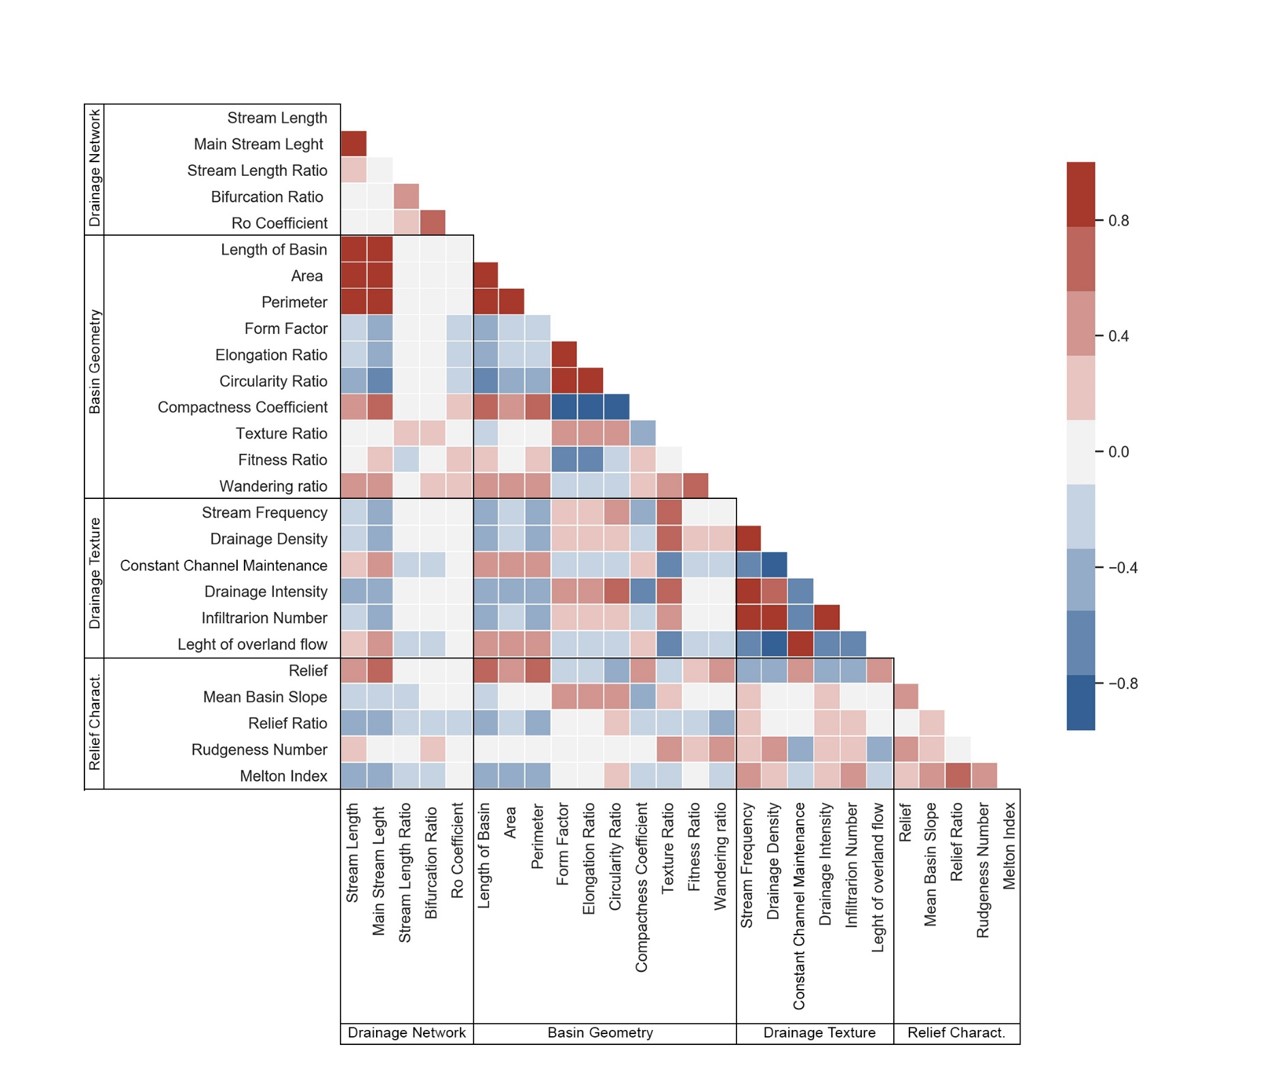 Drainage Network
Stream Length
Main Stream Leght
Stream Length Ratio
Bifurcation Ratio
Ro Coefficient
Basin Geometry
Length of Basin
Area
Perimeter
Form Factor
Elongation Ratio
Circularity Ratio
Compactness Coefficient
Texture Ratio
Fitness Ratio
Wandering ratio
Drainage Texture
Stream Frequency
Drainage Density
Constant Channel Maintenance
Drainage Intensity
Infiltrarion Number
Leght of overland flow
Relief Charact.
Relief
Mean Basin Slope
Relief Ratio
Rudgeness Number
Melton Index
0.8
0.4
0.0
−0.4
−0.8
Stream Length
Main Stream Leght
Stream Length Ratio
Bifurcation Ratio
Ro Coefficient
Length of Basin
Area
Perimeter
Form Factor
Elongation Ratio
Circularity Ratio
Compactness Coefficient
Texture Ratio
Fitness Ratio
Wandering ratio
Stream Frequency
Drainage Density
Constant Channel Maintenance
Drainage Intensity
Infiltrarion Number
Leght of overland flow
Relief
Mean Basin Slope
Relief Ratio
Rudgeness Number
Melton Index
Drainage Network
Basin Geometry
Drainage Texture
Relief Charact.